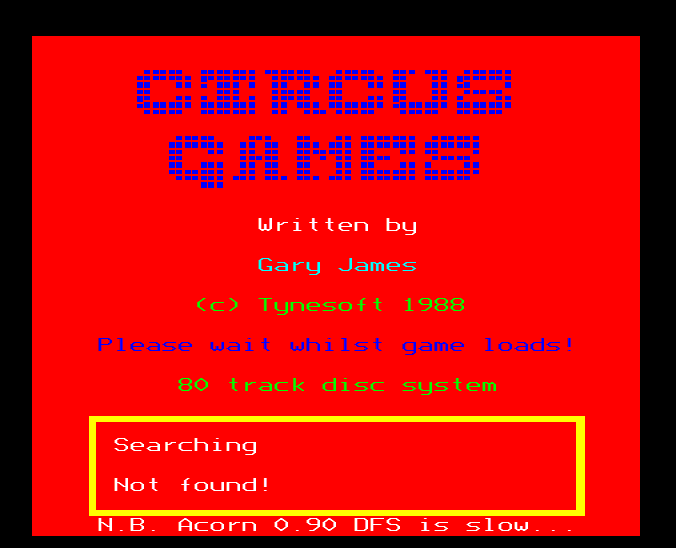 CIRCUS
GAMES
Written by
Gary James
(c) Tynesoft 1988
Please wait whilst game loads!
80 track disc system
Searching
Not found!
N.B. Acorn 0.90 DFS is slow...